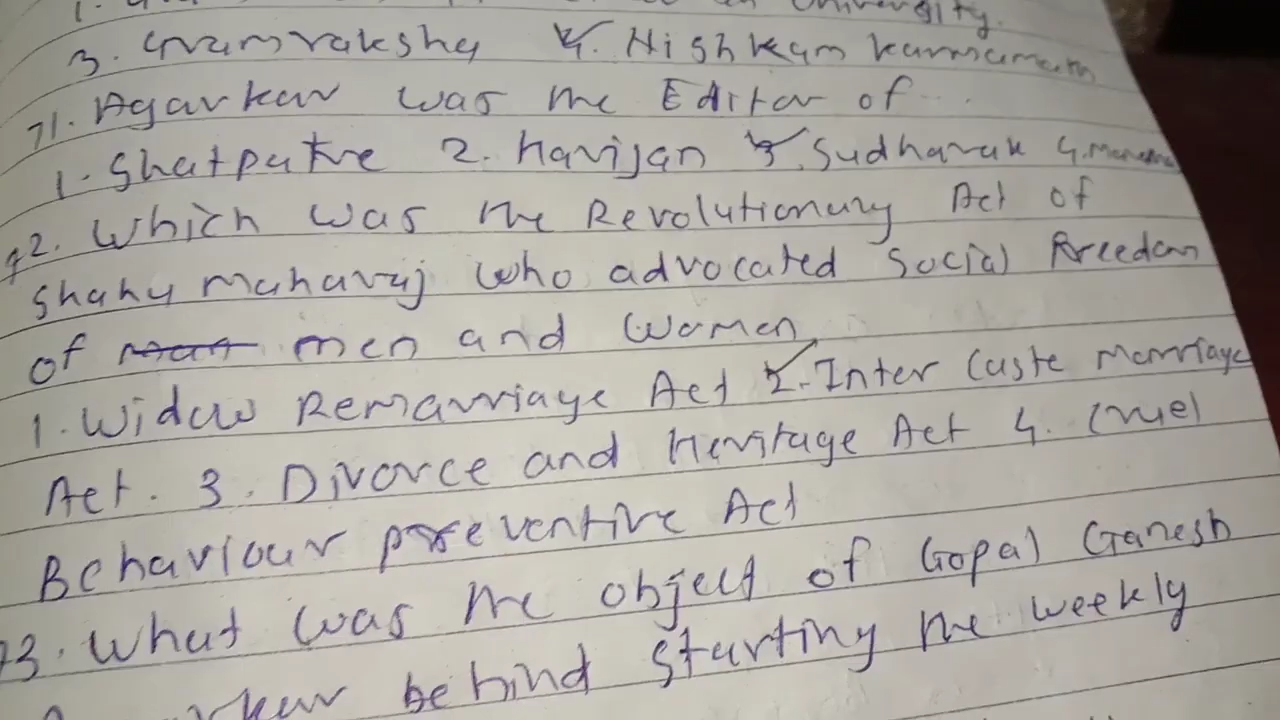 University.
3. Gramraksha 4. Nishkam
71. Agarkar was the Editor of ..
1. Shatpatre 2. Harijan 3. Sudharak 4.
72. Which was the Revolutionary Act of
Shahu Maharaj who advocated Social Freedom
of men and women
1. Widow Remarriage Act 2. Inter Caste Marriage
Act. 3. Divorce and Heritage Act 4. Cruel
Behaviour preventive Act
73. What was the object of Gopal Ganesh
behind starting the weekly